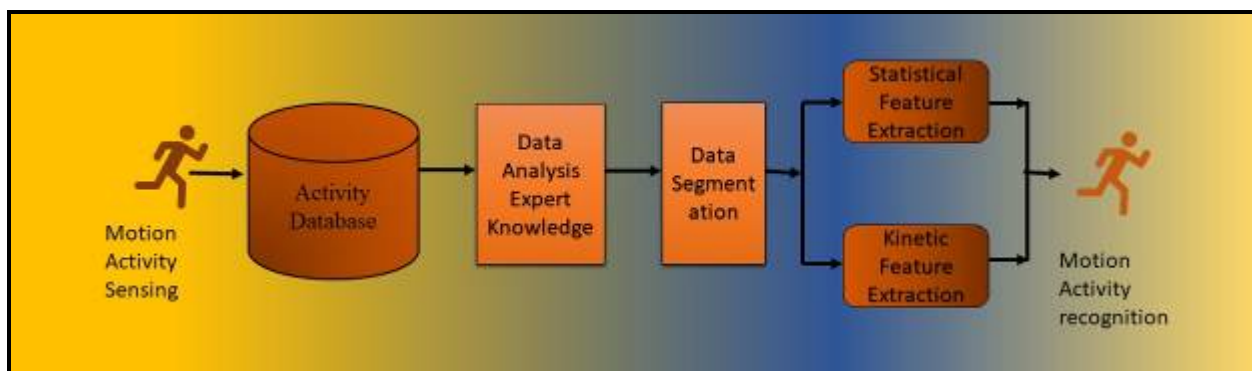 Motion
Activity
Sensing
Activity
Database
Data
Analysis
Expert
Knowledge
Data
Segment
ation
Statistical
Feature
Extraction
Kinetic
Feature
Extraction
Motion
Activity
recognition